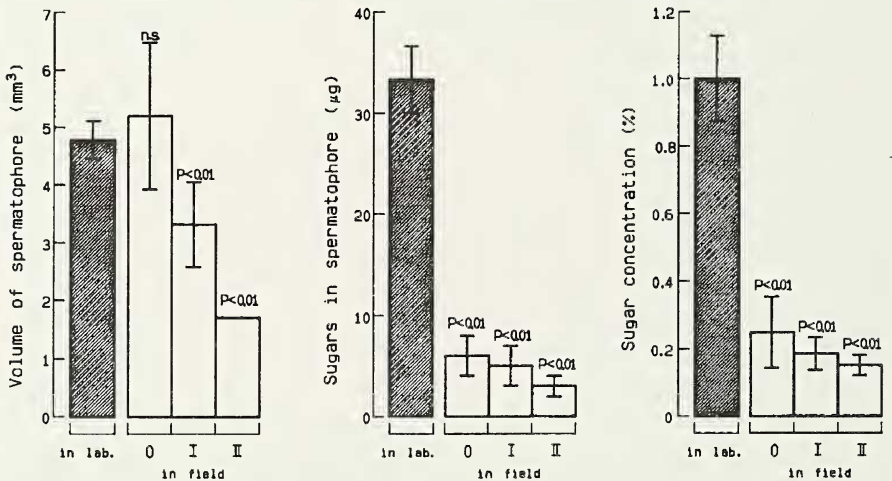 Volume of spermatophore (mm³)
7
6
5
4
3
2
1
0
n.s
P<0.01
P<0.01
in lab.
0
I
II
in field
Sugars in spermatophore (μg)
40
30
20
10
0
P<0.01
P<0.01
P<0.01
in lab.
0
I
II
in field
Sugar concentration (%)
1.2
1.0
0.8
0.6
0.4
0.2
0
P<0.01
P<0.01
P<0.01
in lab.
0
I
II
in field